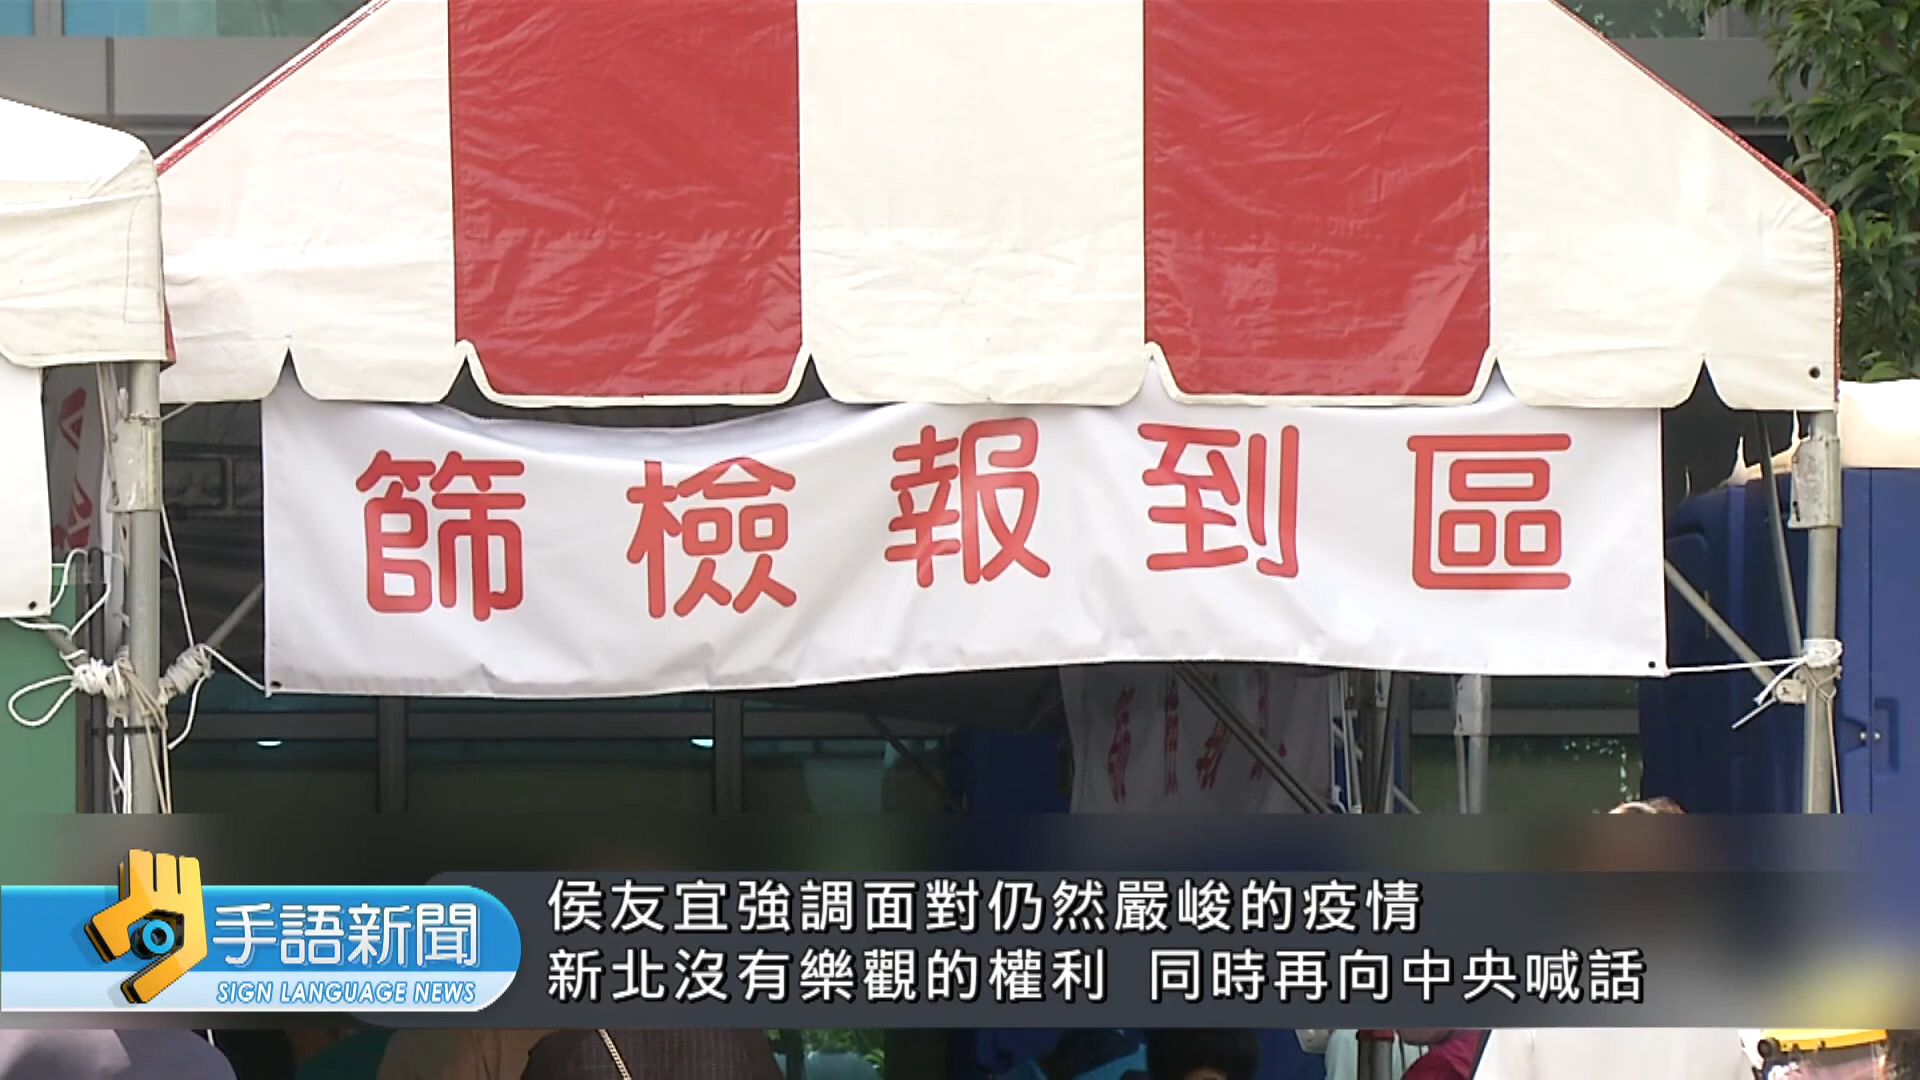 篩檢報到區
手語新聞
SIGN LANGUAGE NEWS
侯友宜強調面對仍然嚴峻的疫情
新北沒有樂觀的權利 同時再向中央喊話